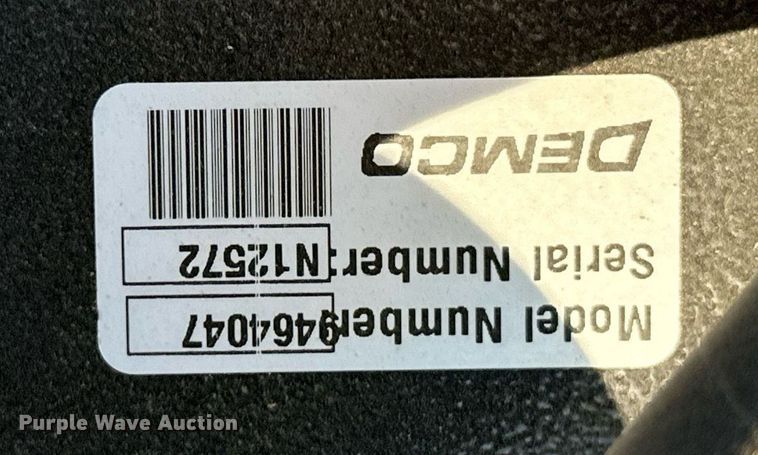 Model Number 9464047
Serial Number: N12572
DEMCO
Purple Wave Auction